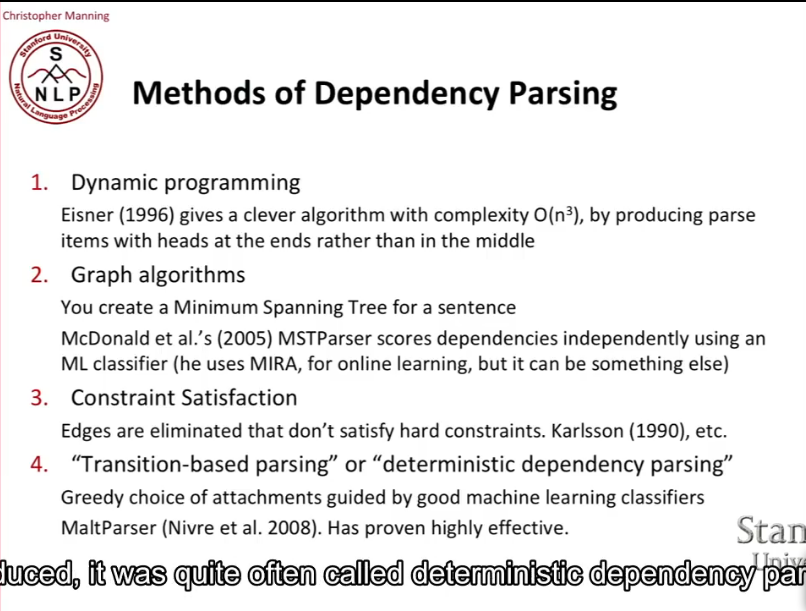 Christopher Manning
Stanford University
S
NLP
Natural Language Processing
Methods of Dependency Parsing
1. Dynamic programming
Eisner (1996) gives a clever algorithm with complexity O(n³), by producing parse
items with heads at the ends rather than in the middle
2. Graph algorithms
You create a Minimum Spanning Tree for a sentence
McDonald et al.’s (2005) MSTParser scores dependencies independently using an
ML classifier (he uses MIRA, for online learning, but it can be something else)
3. Constraint Satisfaction
Edges are eliminated that don’t satisfy hard constraints. Karlsson (1990), etc.
4. “Transition-based parsing” or “deterministic dependency parsing”
Greedy choice of attachments guided by good machine learning classifiers
MaltParser (Nivre et al. 2008). Has proven highly effective.
Stan
Univ
duced, it was quite often called deterministic dependency par